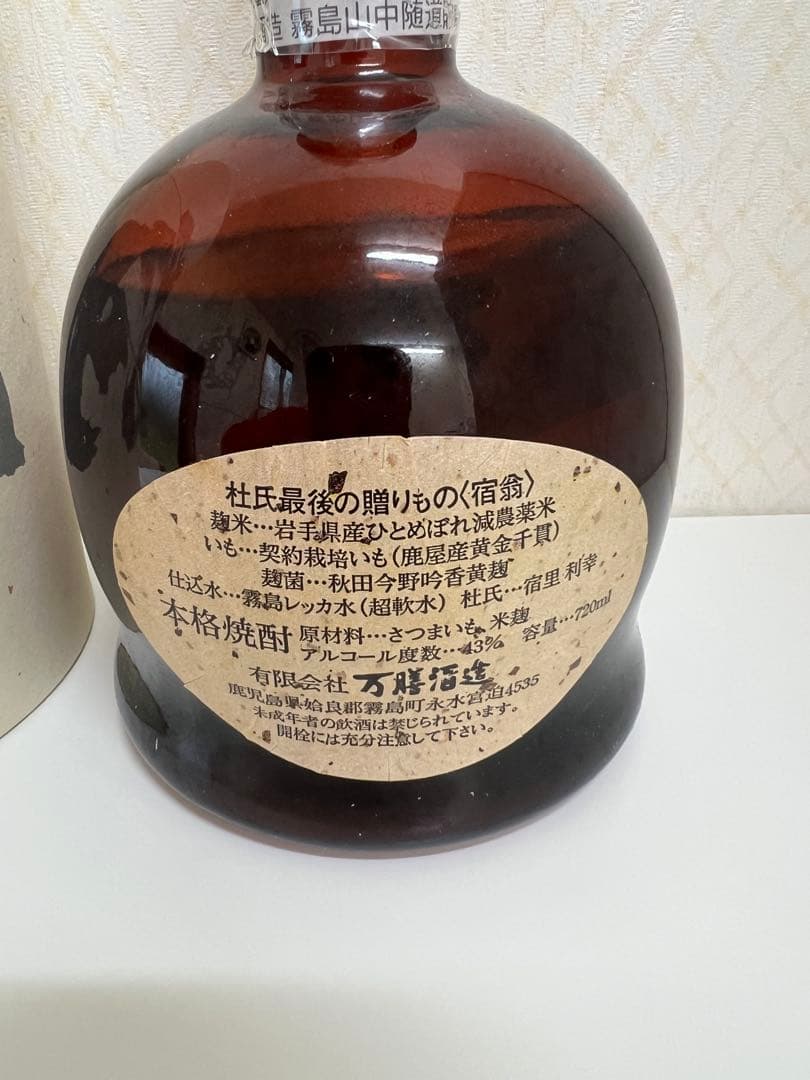 造 霧島山中随道
杜氏最後の贈りもの〈宿翁〉
麹米…岩手県産ひとめぼれ減農薬米
いも…契約栽培いも(鹿屋産黄金千貫)
麹菌…秋田今野吟香黄麹
仕込水…霧島レッカ水(超軟水) 杜氏…宿里 利幸
本格焼酎 原材料…さつまいも、米麹
アルコール度数…43% 容量…720ml
有限会社 万膳酒造
鹿児島県姶良郡霧島町永水宮迫4535
未成年者の飲酒は禁じられています。
開栓には充分注意して下さい。